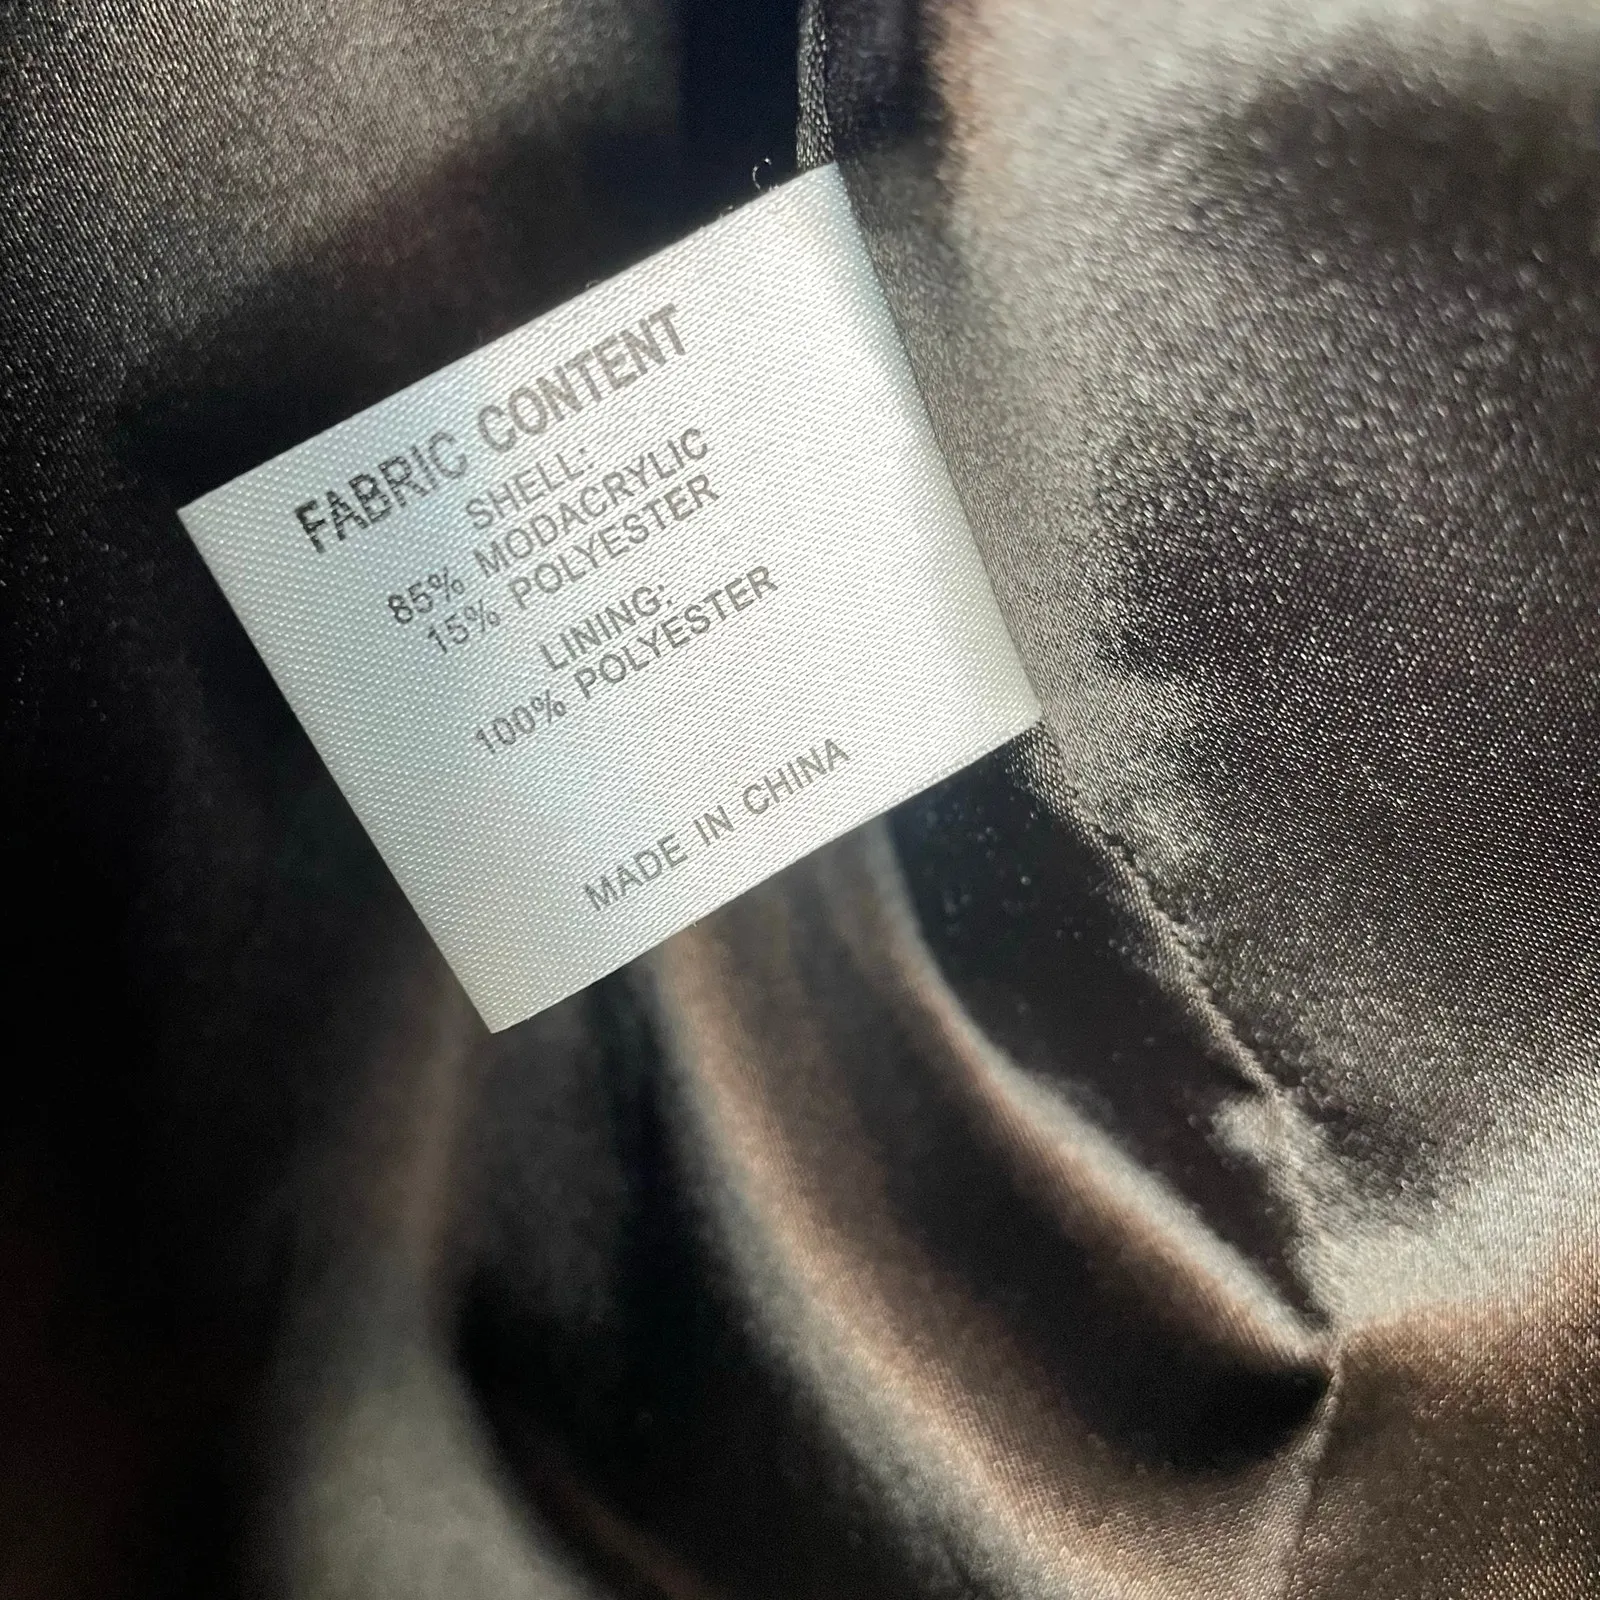 FABRIC CONTENT
SHELL:
85% MODACRYLIC
15% POLYESTER
LINING:
100% POLYESTER
MADE IN CHINA